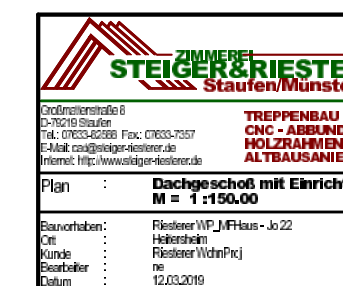 ZIMMEREI
STEIGER&RIESTE
Staufen/Münste
Großmattenstraße 8
D-79219 Staufen
Tel.: 07633-82588 Fax.: 07633-7357
E-Mail: cad@steiger-riesterer.de
Internet: http://www.steiger-riesterer.de
TREPPENBAU
CNC - ABBUND
HOLZRAHMEN
ALTBAUSANIE
Plan : Dachgeschoß mit Einrich
M = 1 :150.00
Bauvorhaben : Riesterer WP_MFHaus - Jo 22
Ort : Heitersheim
Kunde : Riesterer WohnProj
Bearbeiter : ne
Datum : 12.03.2019